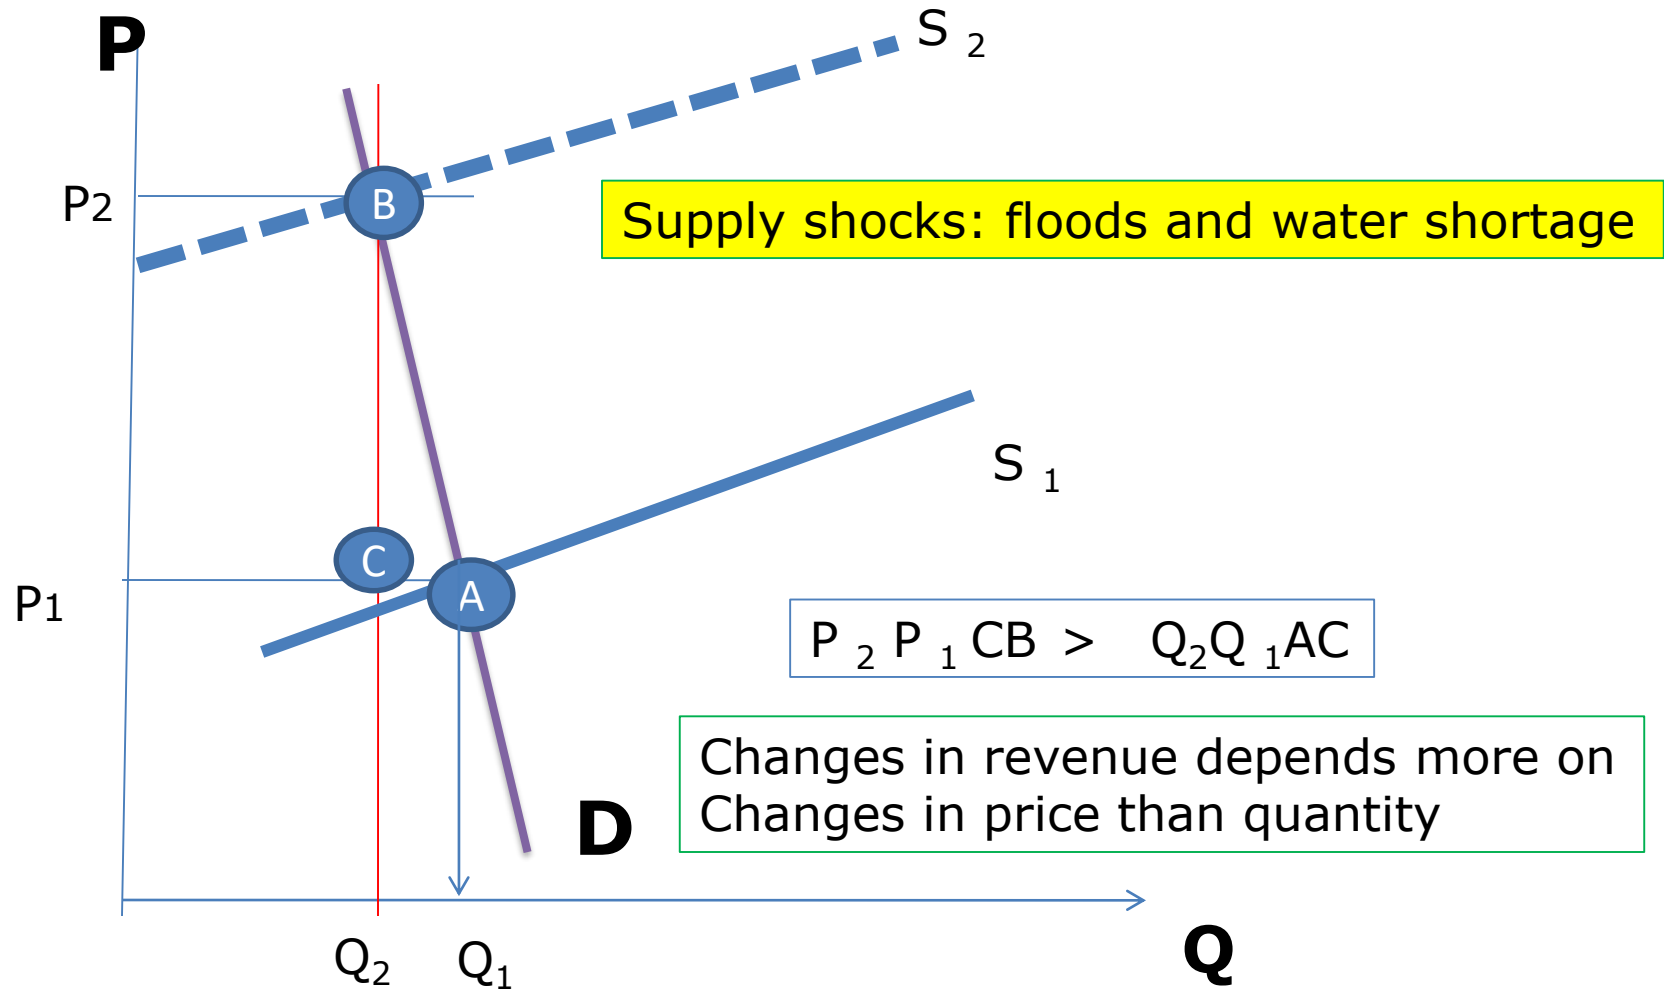 P
S 2
P2
B
Supply shocks: floods and water shortage
S 1
C
A
P1
P 2 P 1 CB > Q2Q 1AC
Changes in revenue depends more on
Changes in price than quantity
D
Q2
Q1
Q